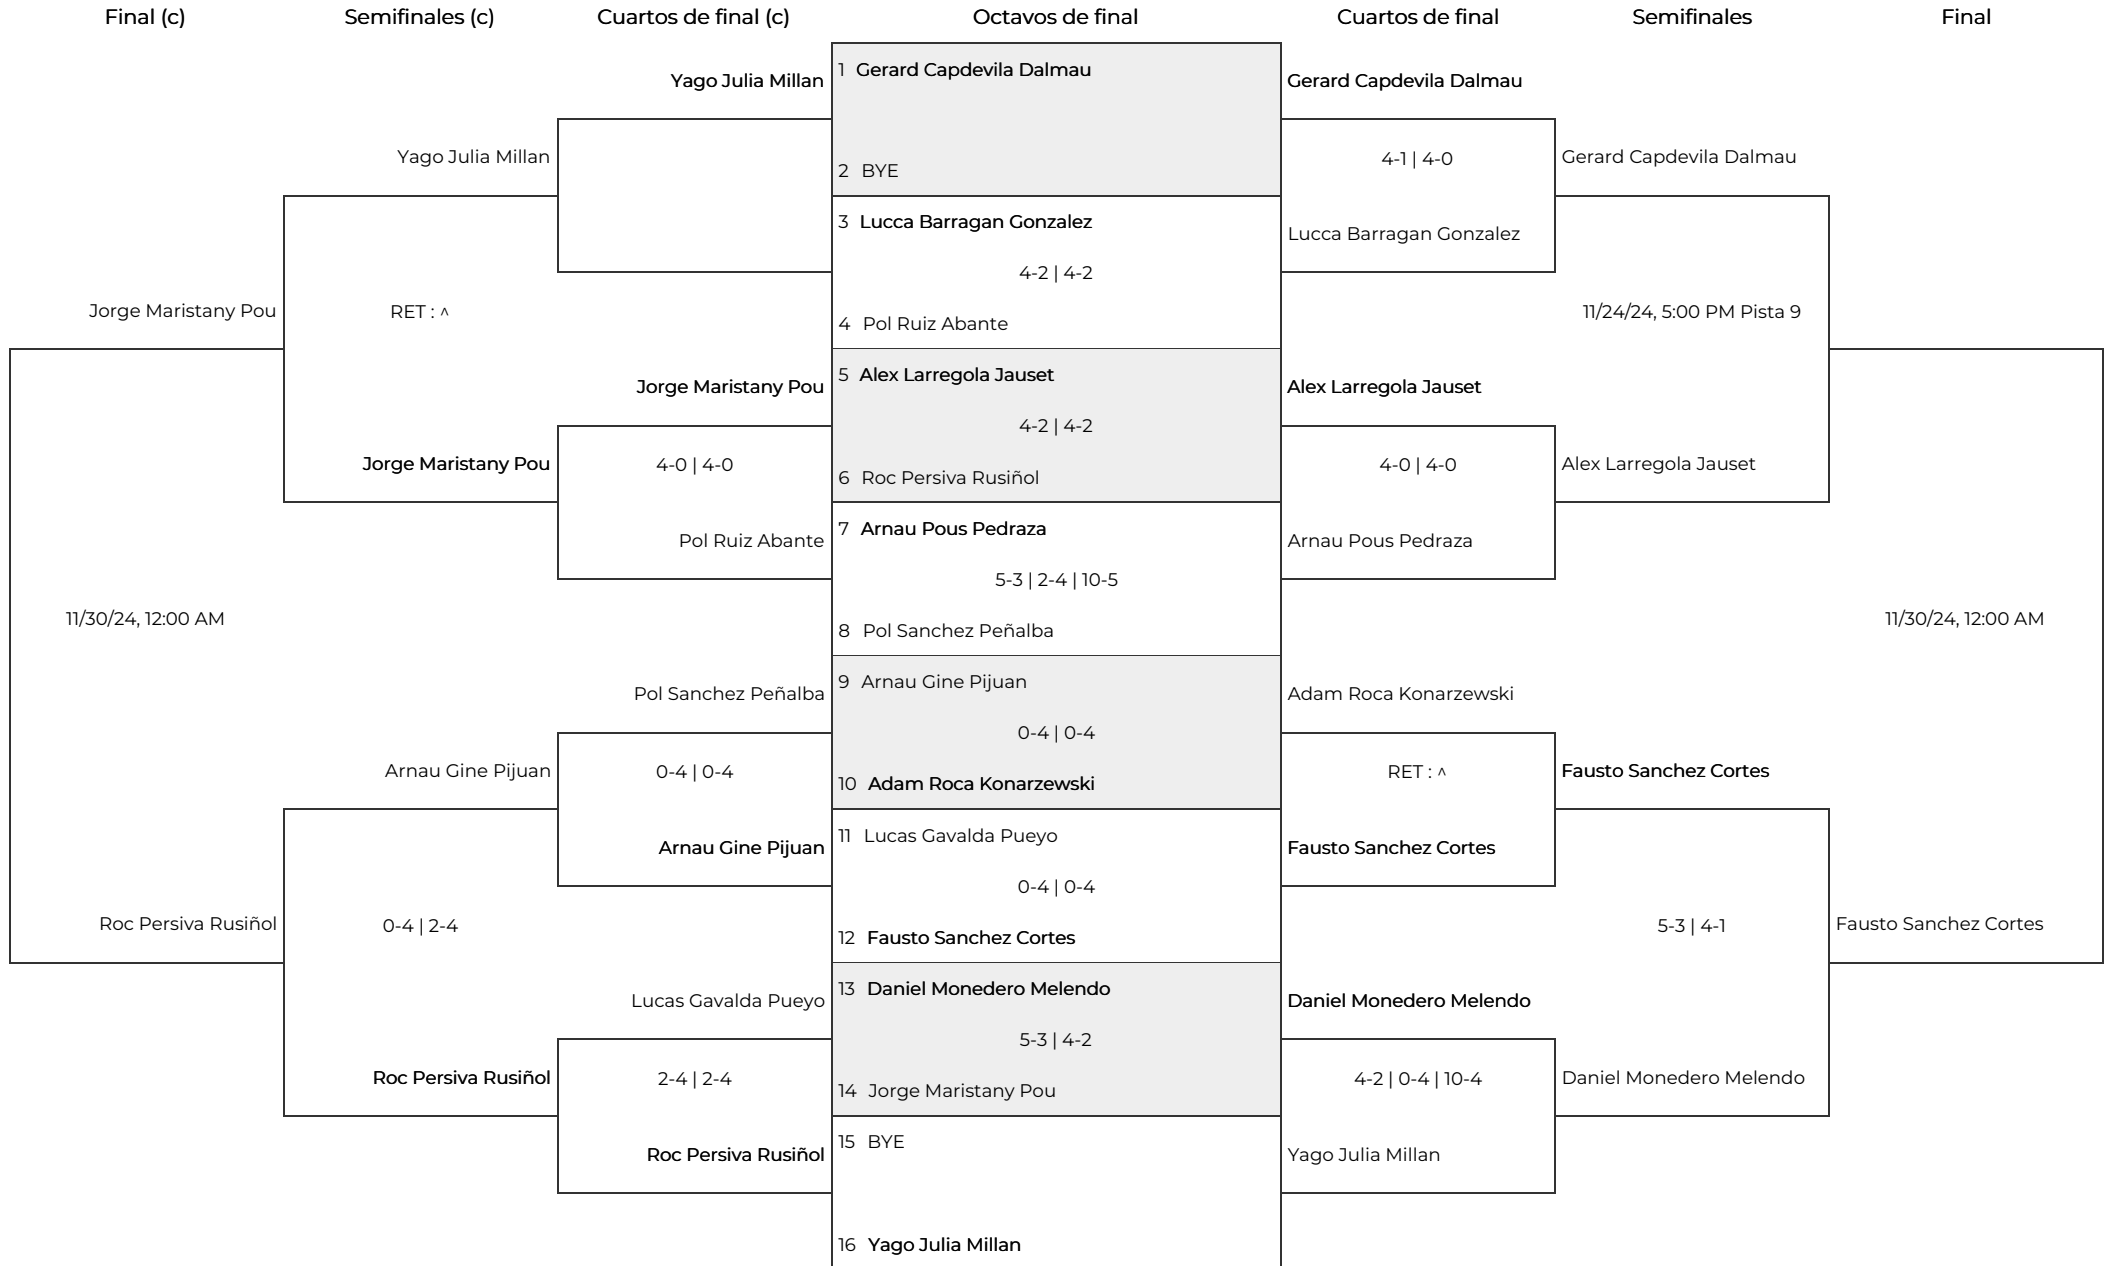 Final (c)
Semifinales (c)
Cuartos de final (c)
Octavos de final
Cuartos de final
Semifinales
Final
Jorge Maristany Pou
11/30/24, 12:00 AM
Roc Persiva Rusiñol
Yago Julia Millan
RET : ^
Jorge Maristany Pou
Arnau Gine Pijuan
0-4 | 2-4
Roc Persiva Rusiñol
Yago Julia Millan
Jorge Maristany Pou
4-0 | 4-0
Pol Ruiz Abante
Pol Sanchez Peñalba
0-4 | 0-4
Arnau Gine Pijuan
Lucas Gavalda Pueyo
2-4 | 2-4
Roc Persiva Rusiñol
1 Gerard Capdevila Dalmau
2 BYE
3 Lucca Barragan Gonzalez
4-2 | 4-2
4 Pol Ruiz Abante
5 Alex Larregola Jauset
4-2 | 4-2
6 Roc Persiva Rusiñol
7 Arnau Pous Pedraza
5-3 | 2-4 | 10-5
8 Pol Sanchez Peñalba
9 Arnau Gine Pijuan
0-4 | 0-4
10 Adam Roca Konarzewski
11 Lucas Gavalda Pueyo
0-4 | 0-4
12 Fausto Sanchez Cortes
13 Daniel Monedero Melendo
5-3 | 4-2
14 Jorge Maristany Pou
15 BYE
16 Yago Julia Millan
Gerard Capdevila Dalmau
4-1 | 4-0
Lucca Barragan Gonzalez
Alex Larregola Jauset
4-0 | 4-0
Arnau Pous Pedraza
Adam Roca Konarzewski
RET : ^
Fausto Sanchez Cortes
Daniel Monedero Melendo
4-2 | 0-4 | 10-4
Yago Julia Millan
Gerard Capdevila Dalmau
11/24/24, 5:00 PM Pista 9
Alex Larregola Jauset
Fausto Sanchez Cortes
5-3 | 4-1
Daniel Monedero Melendo
11/30/24, 12:00 AM
Fausto Sanchez Cortes